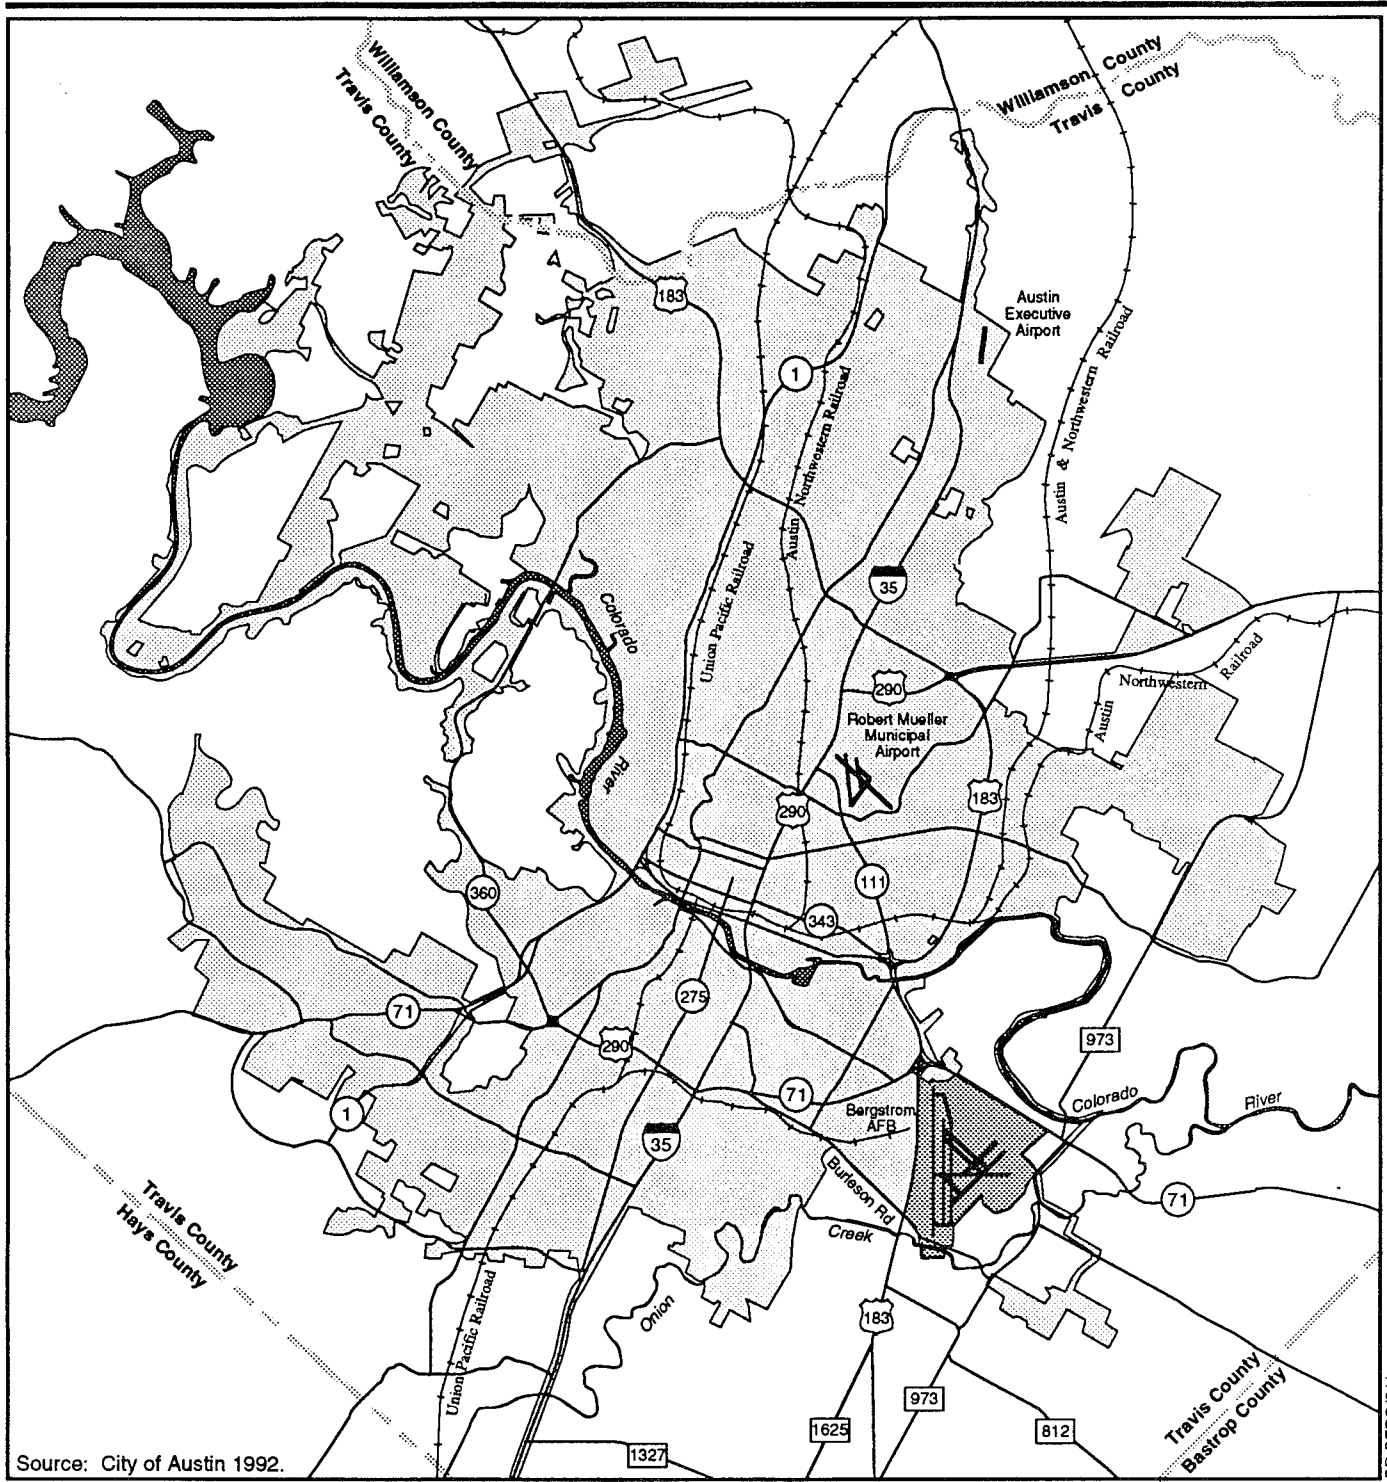 Williamson County
Travis County
Williamson County
Travis County
183
Austin
Executive
Airport
1
Austin & Northwestern Railroad
Austin Northwestern Railroad
Union Pacific Railroad
35
Colorado
River
290
Robert Mueller
Municipal
Airport
Austin Northwestern Railroad
290
183
360
111
343
275
71
290
973
1
71
Bergstrom
AFB
Colorado River
35
Burleson Rd
71
Travis County
Hays County
Onion Creek
183
Union Pacific Railroad
973
1625
812
1327
Travis County
Bastrop County
Source: City of Austin 1992.